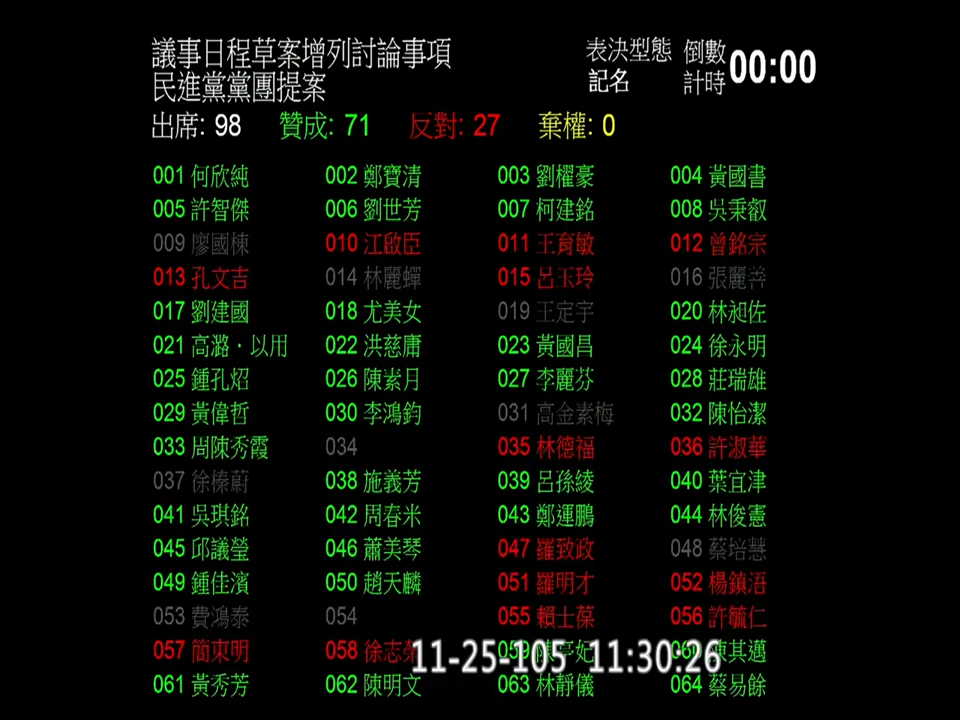 議事日程草案增列討論事項 表決型態 倒數 00:00
民進黨黨團提案 記名 計時
出席: 98 贊成: 71 反對: 27 棄權: 0
001 何欣純 002 鄭寶清 003 劉櫂豪 004 黃國書
005 許智傑 006 劉世芳 007 柯建銘 008 吳秉叡
009 廖國棟 010 江啟臣 011 王育敏 012 曾銘宗
013 孔文吉 014 林麗蟬 015 呂玉玲 016 張麗善
017 劉建國 018 尤美女 019 王定宇 020 林昶佐
021 高潞・以用 022 洪慈庸 023 黃國昌 024 徐永明
025 鍾孔炤 026 陳素月 027 李麗芬 028 莊瑞雄
029 黃偉哲 030 李鴻鈞 031 高金素梅 032 陳怡潔
033 周陳秀霞 034 035 林德福 036 許淑華
037 徐榛蔚 038 施義芳 039 呂孫綾 040 葉宜津
041 吳琪銘 042 周春米 043 鄭運鵬 044 林俊憲
045 邱議瑩 046 蕭美琴 047 羅致政 048 蔡培慧
049 鍾佳濱 050 趙天麟 051 羅明才 052 楊鎮浯
053 費鴻泰 054 055 賴士葆 056 許毓仁
057 簡東明 058 徐志榮 059 陳亭妃 060 陳其邁
11-25-105 11:30:26
061 黃秀芳 062 陳明文 063 林靜儀 064 蔡易餘